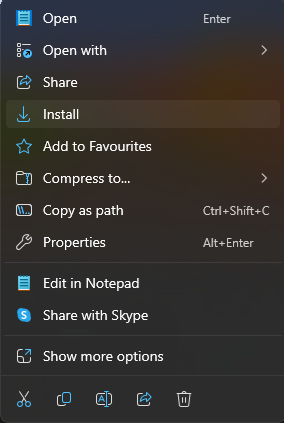 Open Enter
Open with
Share
Install
Add to Favourites
Compress to...
Copy as path Ctrl+Shift+C
Properties Alt+Enter
Edit in Notepad
Share with Skype
Show more options